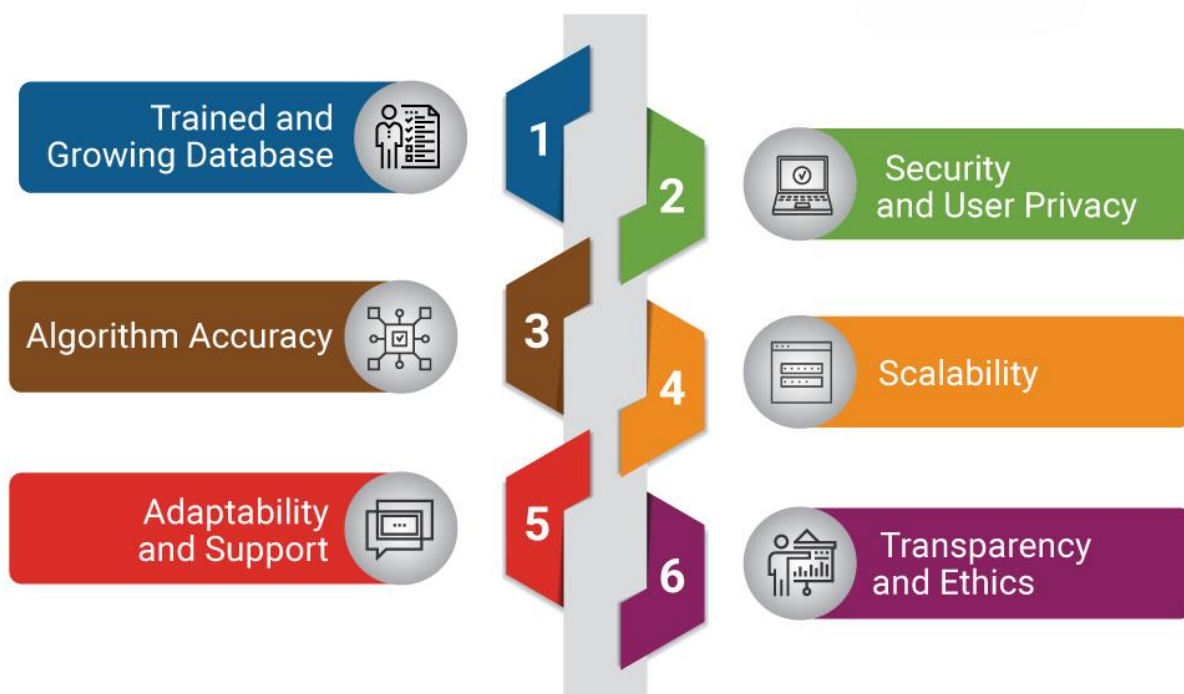 1
Trained and
Growing Database
2
Security
and User Privacy
3
Algorithm Accuracy
4
Scalability
5
Adaptability
and Support
6
Transparency
and Ethics